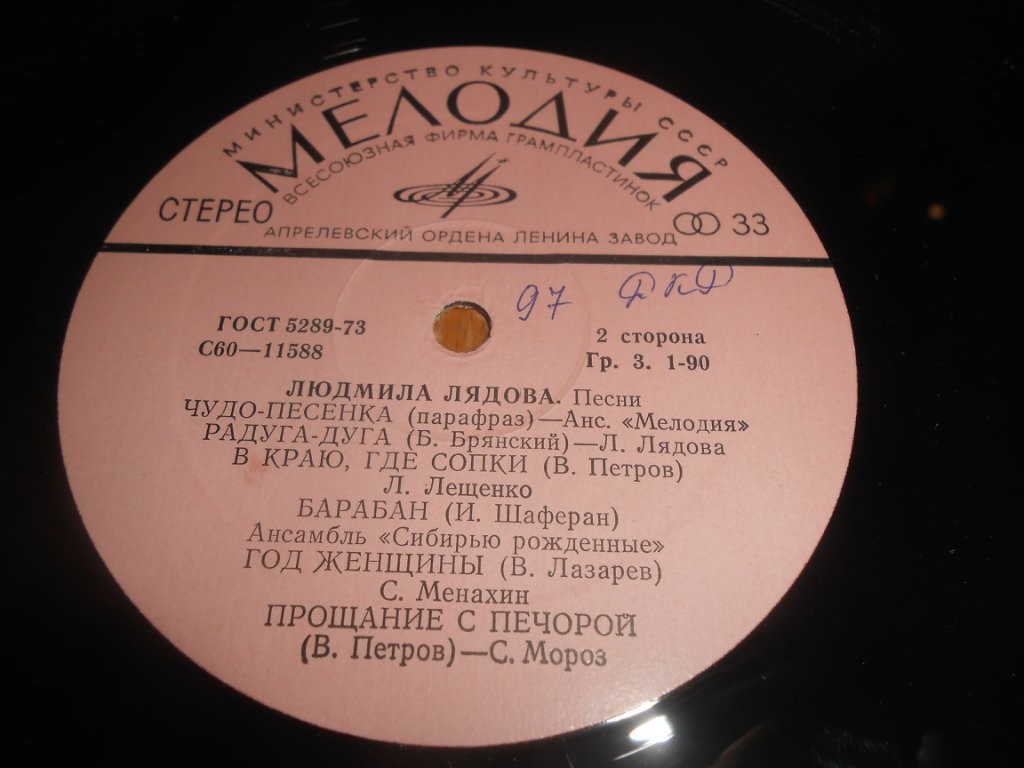 МИНИСТЕРСТВО КУЛЬТУРЫ СССР
МЕЛОДИЯ
ВСЕСОЮЗНАЯ ФИРМА ГРАМПЛАСТИНОК
СТЕРЕО
33
АПРЕЛЕВСКИЙ ОРДЕНА ЛЕНИНА ЗАВОД
97
ГОСТ 5289-73
2 сторона
С60—11588
Гр. 3. 1-90
ЛЮДМИЛА ЛЯДОВА. Песни
ЧУДО-ПЕСЕНКА (парафраз)—Анс. «Мелодия»
РАДУГА-ДУГА (Б. Брянский)—Л. Лядова
В КРАЮ, ГДЕ СОПКИ (В. Петров)
Л. Лещенко
БАРАБАН (И. Шаферан)
Ансамбль «Сибирью рожденные»
ГОД ЖЕНЩИНЫ (В. Лазарев)
С. Менахин
ПРОЩАНИЕ С ПЕЧОРОЙ
(В. Петров)—С. Мороз